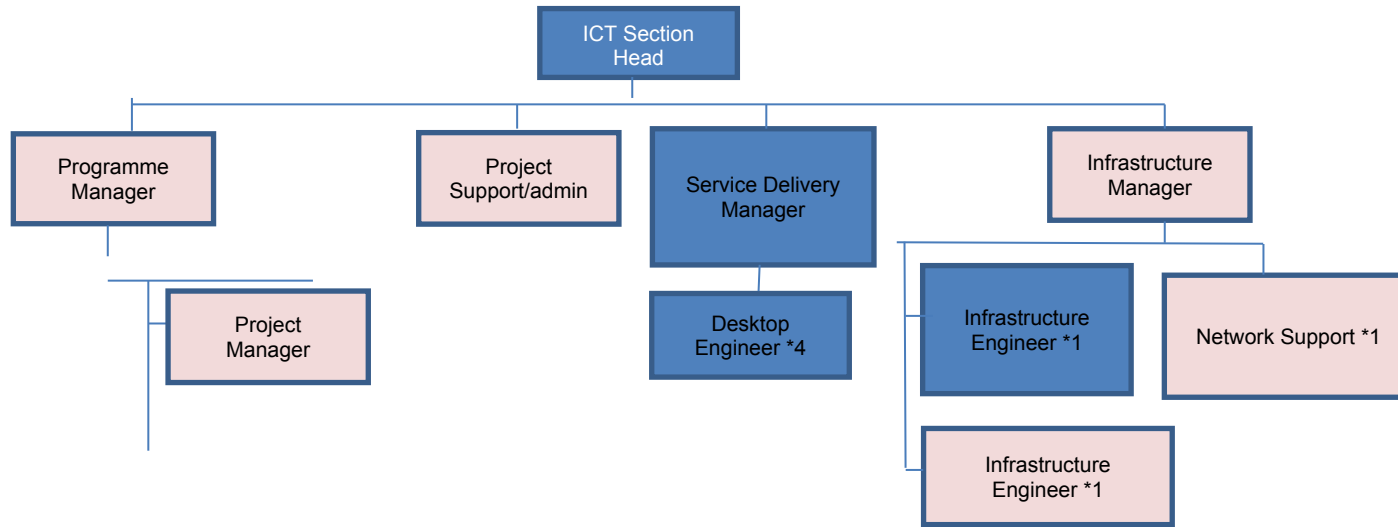 ICT Section
Head
Programme
Manager
Project
Support/admin
Service Delivery
Manager
Infrastructure
Manager
Project
Manager
Desktop
Engineer *4
Infrastructure
Engineer *1
Network Support *1
Infrastructure
Engineer *1